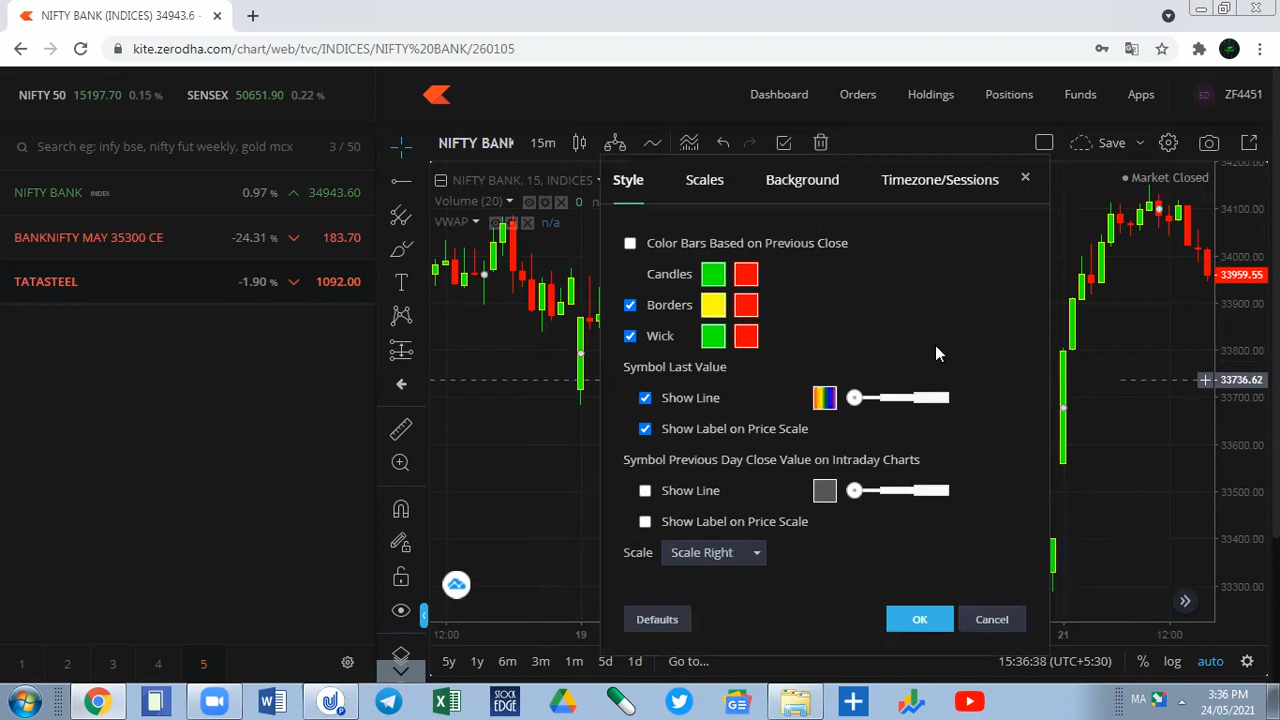 NIFTY BANK (INDICES) 34943.6 -
kite.zerodha.com/chart/web/tvc/INDICES/NIFTY%20BANK/260105
NIFTY 50 15197.70 0.15 % SENSEX 50651.90 0.22 %
Dashboard Orders Holdings Positions Funds Apps SD ZF4451
Search eg: infy bse, nifty fut weekly, gold mcx 3 / 50
NIFTY BANK 15m Save
NIFTY BANK INDEX 0.97 % 34943.60
BANKNIFTY MAY 35300 CE -24.31 % 183.70
TATASTEEL -1.90 % 1092.00
NIFTY BANK, 15, INDICES
Volume (20) 0 n
VWAP n/a
Market Closed
Style Scales Background Timezone/Sessions
Color Bars Based on Previous Close
Candles
Borders
Wick
Symbol Last Value
Show Line
Show Label on Price Scale
Symbol Previous Day Close Value on Intraday Charts
Show Line
Show Label on Price Scale
Scale Scale Right
Defaults OK Cancel
34200.00
34100.00
34000.00
33959.55
33900.00
33800.00
33736.62
33700.00
33600.00
33500.00
33400.00
33300.00
12:00 19 21 12:00
1 2 3 4 5
5y 1y 6m 3m 1m 5d 1d Go to... 15:36:38 (UTC+5:30) % log auto
STOCK EDGE
MA 3:36 PM
24/05/2021